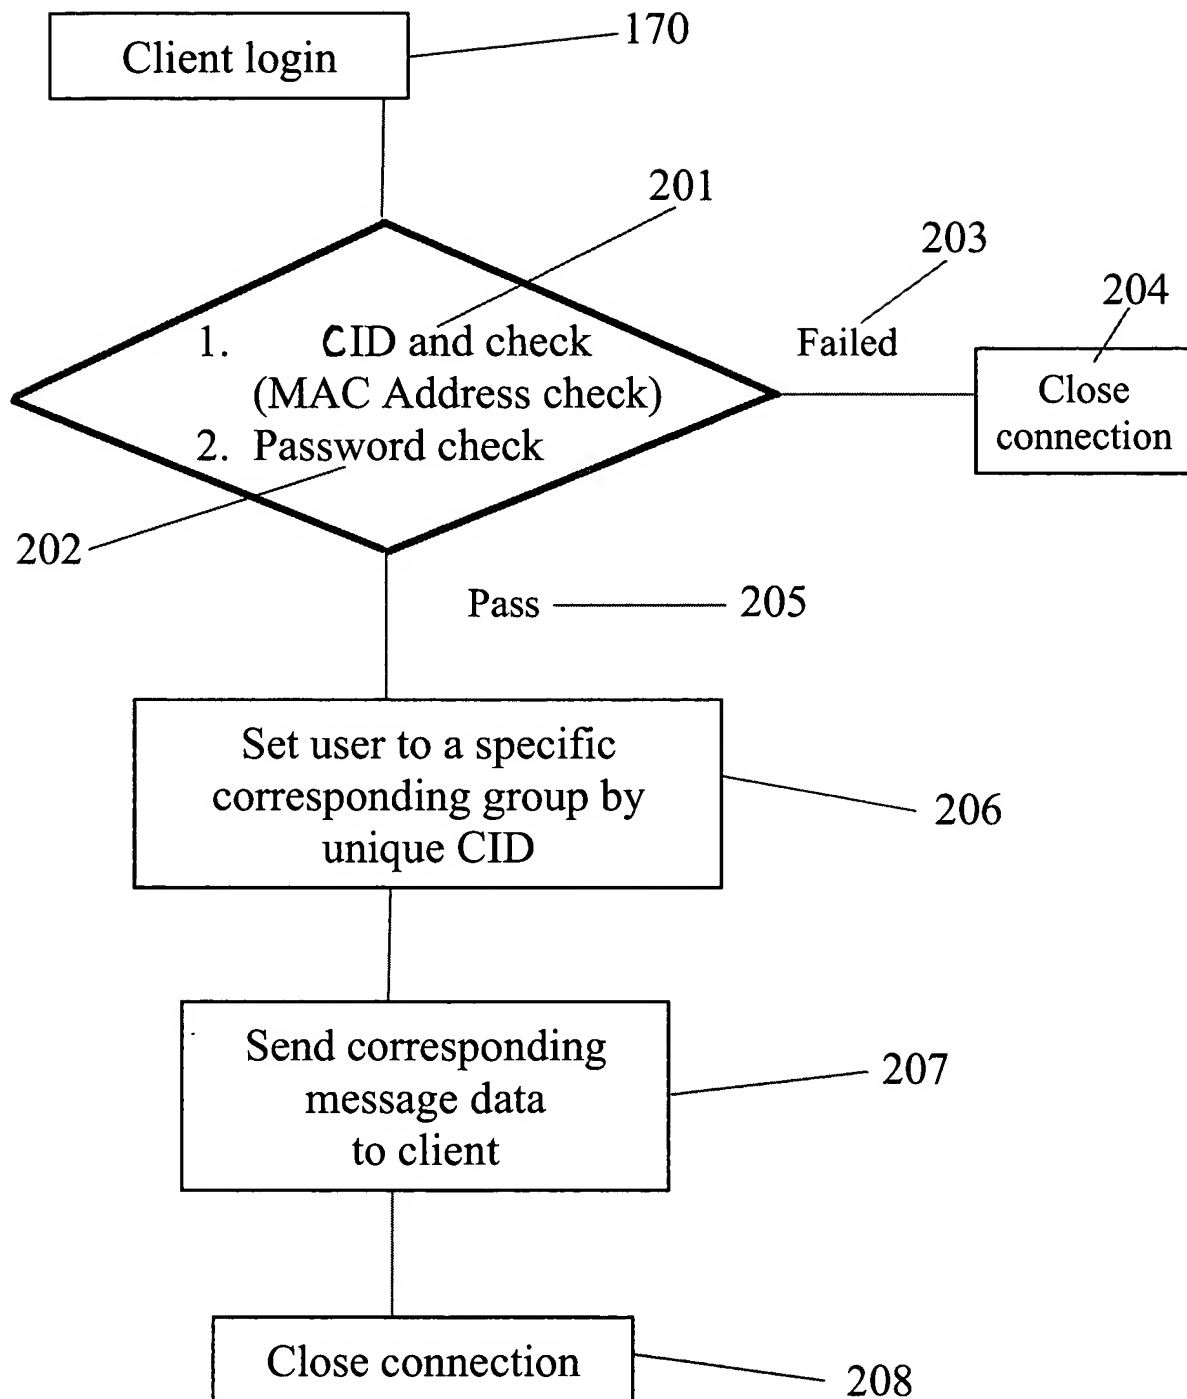 Client login
170
201
203
204
1. CID and check
(MAC Address check)
2. Password check
Failed
Close
connection
202
Pass
205
Set user to a specific
corresponding group by
unique CID
206
Send corresponding
message data
to client
207
Close connection
208